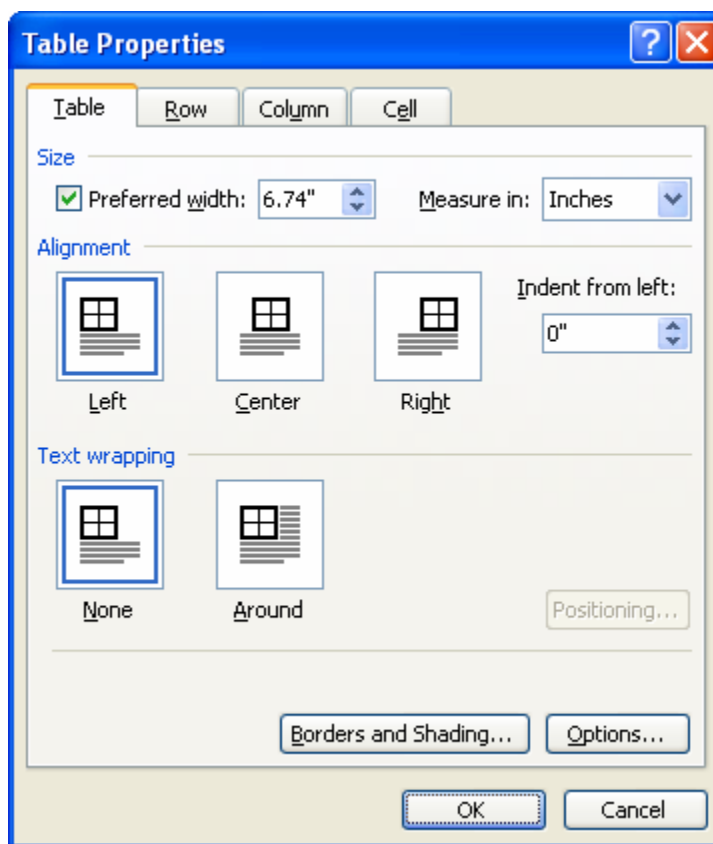 Table Properties
Table Row Column Cell
Size
Preferred width: 6.74" Measure in: Inches
Alignment
Indent from left:
0"
Left Center Right
Text wrapping
None Around Positioning...
Borders and Shading... Options...
OK Cancel